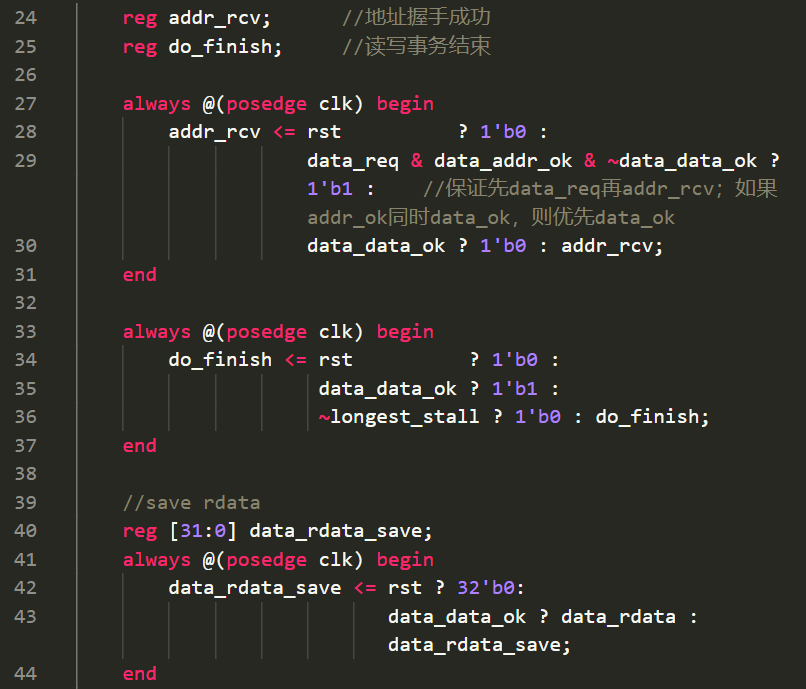 24 reg addr_rcv; //地址握手成功
25 reg do_finish; //读写事务结束
26
27 always @(posedge clk) begin
28 addr_rcv <= rst ? 1'b0 :
29 data_req & data_addr_ok & ~data_data_ok ?
1'b1 : //保证先data_req再addr_rcv；如果
addr_ok同时data_ok，则优先data_ok
30 data_data_ok ? 1'b0 : addr_rcv;
31 end
32
33 always @(posedge clk) begin
34 do_finish <= rst ? 1'b0 :
35 data_data_ok ? 1'b1 :
36 ~longest_stall ? 1'b0 : do_finish;
37 end
38
39 //save rdata
40 reg [31:0] data_rdata_save;
41 always @(posedge clk) begin
42 data_rdata_save <= rst ? 32'b0:
43 data_data_ok ? data_rdata :
data_rdata_save;
44 end